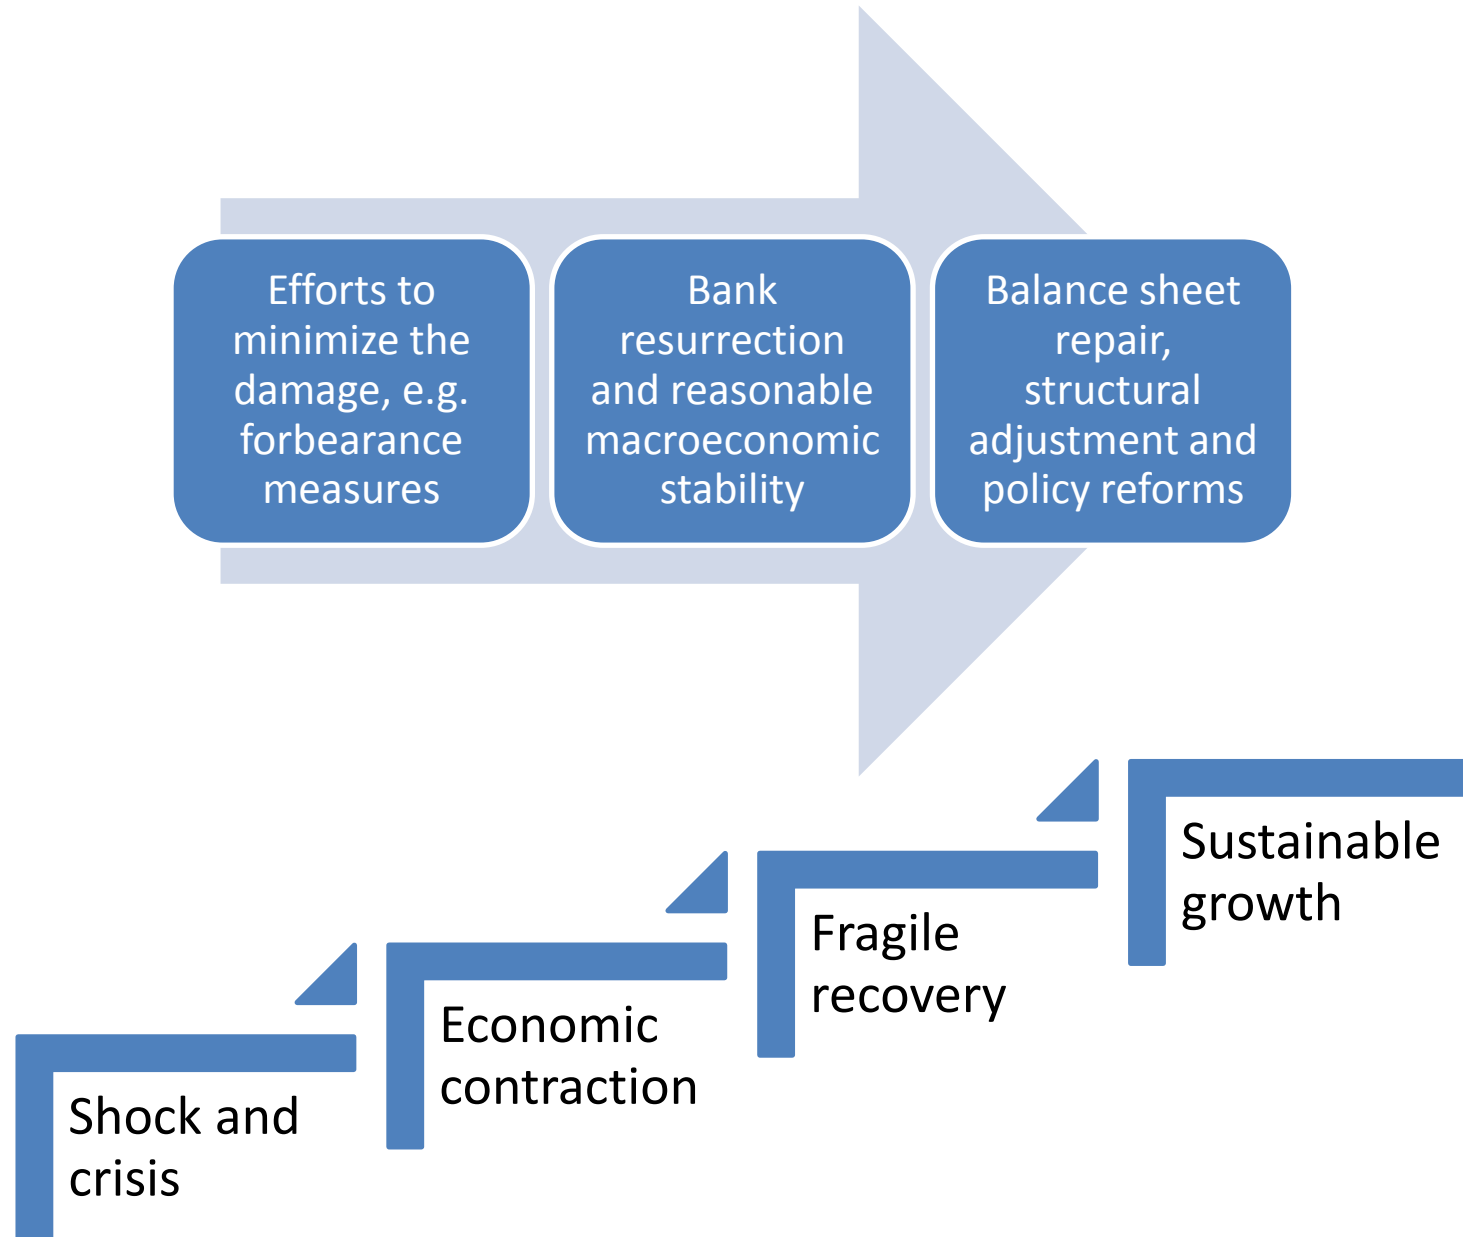 Efforts to
minimize the
damage, e.g.
forbearance
measures
Bank
resurrection
and reasonable
macroeconomic
stability
Balance sheet
repair,
structural
adjustment and
policy reforms
Shock and
crisis
Economic
contraction
Fragile
recovery
Sustainable
growth